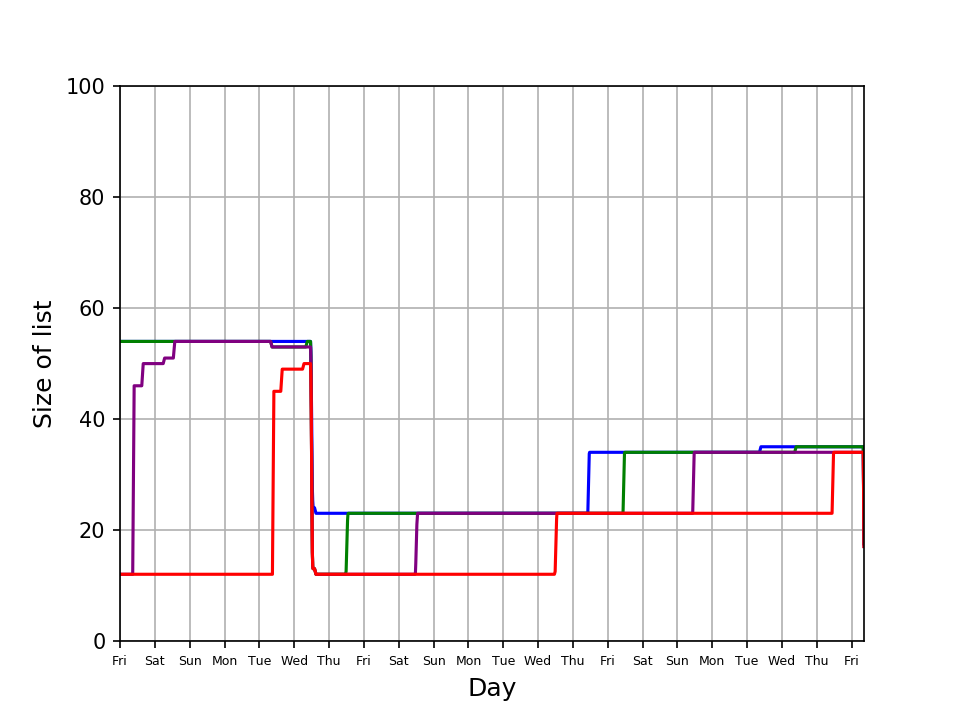 100
80
60
40
20
0
Size of list
Fri Sat Sun Mon Tue Wed Thu Fri Sat Sun Mon Tue Wed Thu Fri Sat Sun Mon Tue Wed Thu Fri
Day